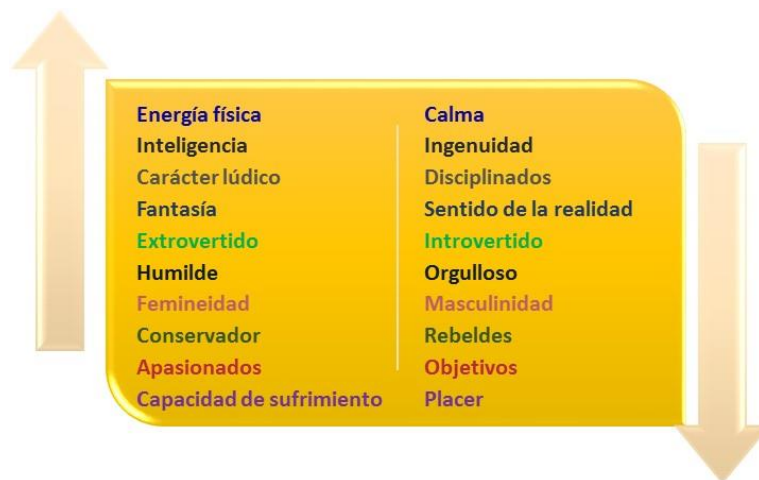 Energía física
Inteligencia
Carácter lúdico
Fantasía
Extrovertido
Humilde
Femineidad
Conservador
Apasionados
Capacidad de sufrimiento
Calma
Ingenuidad
Disciplinados
Sentido de la realidad
Introvertido
Orgulloso
Masculinidad
Rebeldes
Objetivos
Placer